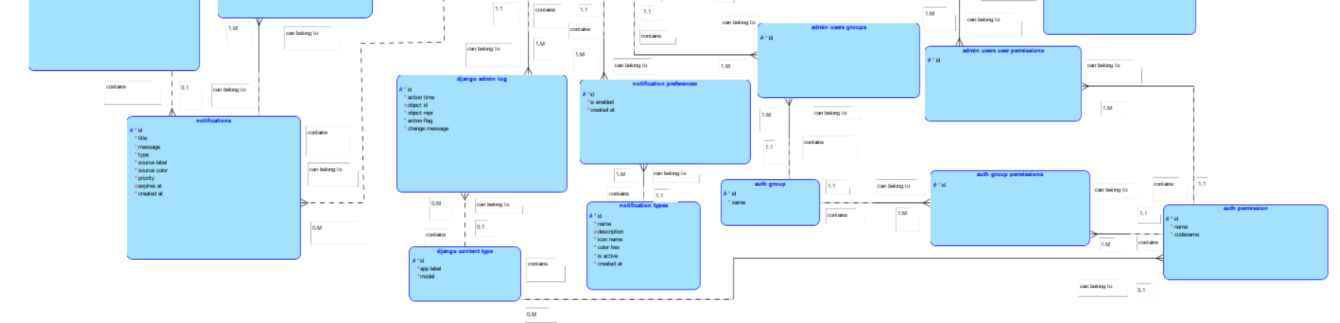 1.1
contains
1.1
1.1
contains
can belong to
1.M
can belong to
1.M
can belong to
contains
can belong to
1.M
1.M
can belong to
1.M
can belong to
admin users groups
# * id
admin users user permissions
# * id
can belong to
1.M
contains
0.1
can belong to
django admin log
# * id
* action time
o object id
* object repr
* action flag
* change message
notification preferences
# * id
* is enabled
* created at
notifications
# * id
* title
* message
* type
* source label
* source color
* priority
o expires at
* created at
contains
can belong to
0.M
1.M
can belong to
1.1
contains
1.M
can belong to
contains
1.1
0.M
can belong to
contains
0.1
notification types
# * id
* name
o description
* icon name
* color hex
* is active
* created at
auth group
# * id
* name
1.1
contains
can belong to
1.M
auth group permissions
# * id
can belong to
contains
1.1
1.1
1.M
contains
auth permission
# * id
* name
* codename
django content type
# * id
* app label
* model
contains
0.M
can belong to
0.1